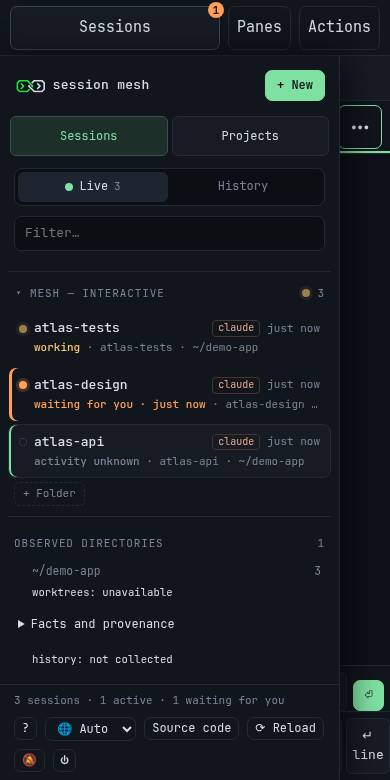 Sessions 1 Panes Actions
session mesh + New
Sessions Projects
Live 3 History
Filter…
▾ MESH — INTERACTIVE 3
atlas-tests claude just now
working · atlas-tests · ~/demo-app
atlas-design claude just now
waiting for you · just now · atlas-design …
atlas-api claude just now
activity unknown · atlas-api · ~/demo-app
+ Folder
OBSERVED DIRECTORIES 1
~/demo-app 3
worktrees: unavailable
▶ Facts and provenance
history: not collected
3 sessions · 1 active · 1 waiting for you
? 🌐 Auto Source code ⟳ Reload
🔕 ⏻
•••
⏎
↵
line